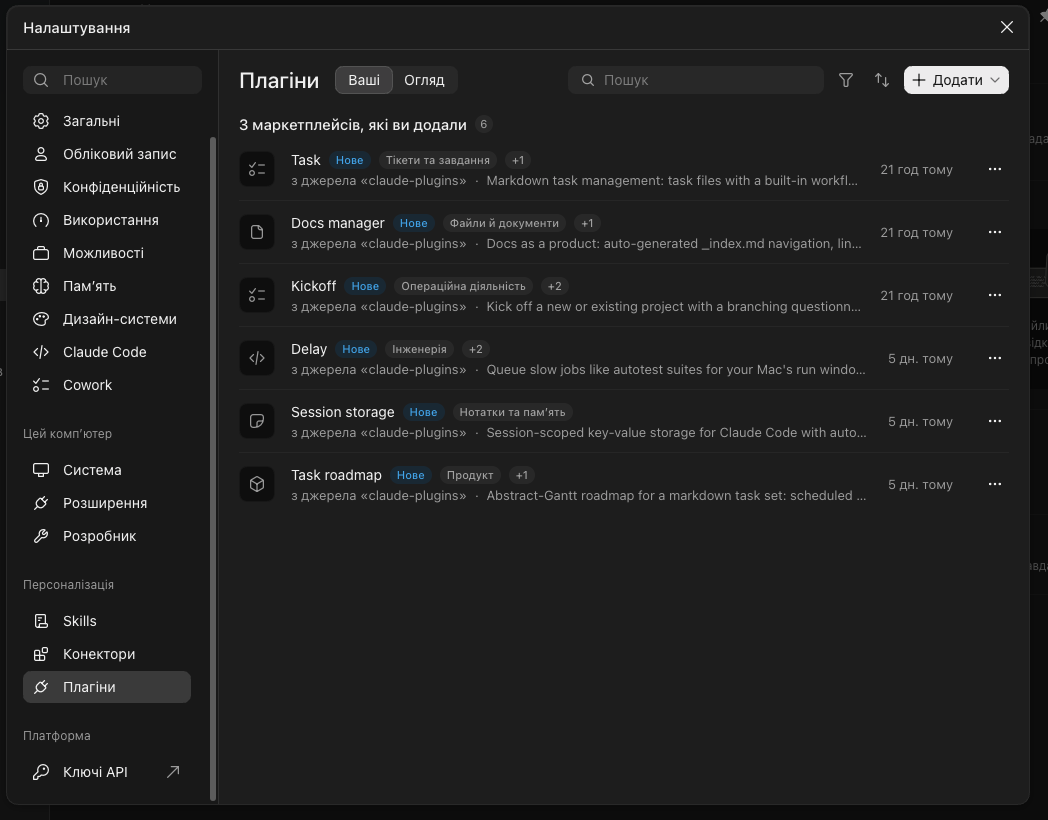 Налаштування
Пошук
Загальні
Обліковий запис
Конфіденційність
Використання
Можливості
Пам’ять
Дизайн-системи
Claude Code
Cowork
Цей комп’ютер
Система
Розширення
Розробник
Персоналізація
Skills
Конектори
Плагіни
Платформа
Ключі API
Плагіни Ваші Огляд Пошук Додати
З маркетплейсів, які ви додали 6
Task Нове Тікети та завдання +1
з джерела «claude-plugins» · Markdown task management: task files with a built-in workfl...
21 год тому
Docs manager Нове Файли й документи +1
з джерела «claude-plugins» · Docs as a product: auto-generated _index.md navigation, lin...
21 год тому
Kickoff Нове Операційна діяльність +2
з джерела «claude-plugins» · Kick off a new or existing project with a branching questionn...
21 год тому
Delay Нове Інженерія +2
з джерела «claude-plugins» · Queue slow jobs like autotest suites for your Mac's run windo...
5 дн. тому
Session storage Нове Нотатки та пам’ять
з джерела «claude-plugins» · Session-scoped key-value storage for Claude Code with auto...
5 дн. тому
Task roadmap Нове Продукт +1
з джерела «claude-plugins» · Abstract-Gantt roadmap for a markdown task set: scheduled ...
5 дн. тому